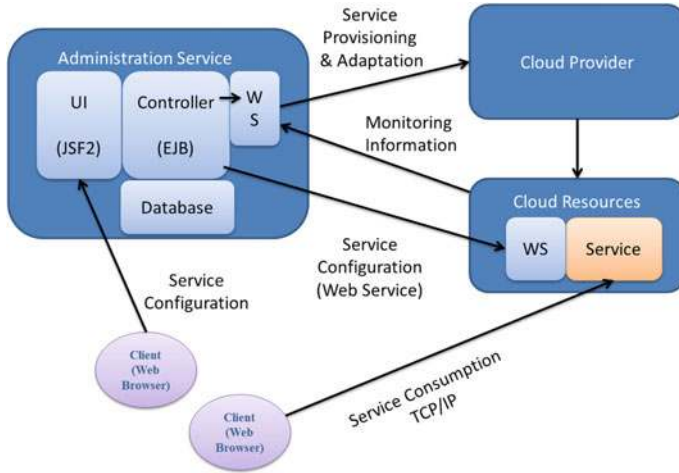 Administration Service
UI
(JSF2)
Controller
(EJB)
W
S
Database
Service
Provisioning
& Adaptation
Cloud Provider
Monitoring
Information
Cloud Resources
WS
Service
Service
Configuration
(Web Service)
Service
Configuration
Client
(Web
Browser)
Client
(Web
Browser)
Service Consumption
TCP/IP